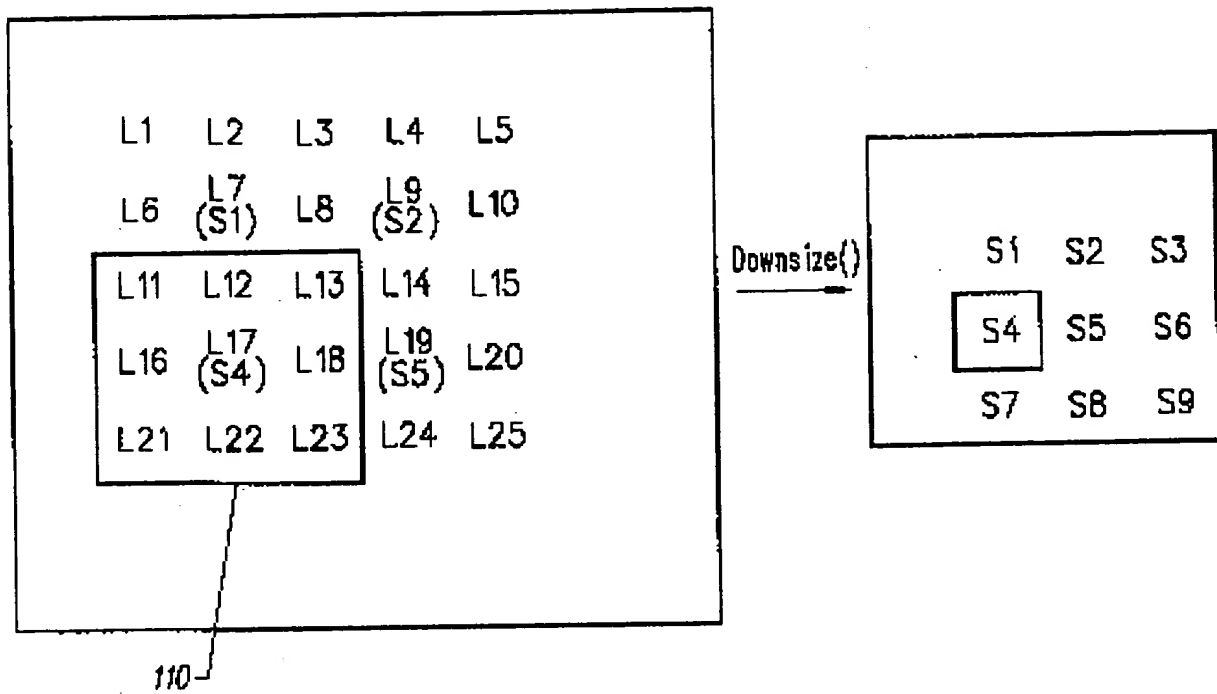 L1 L2 L3 L4 L5
L6 L7 L8 L9 L10
(S1) (S2)
L11 L12 L13 L14 L15
L16 L17 L18 L19 L20
(S4) (S5)
L21 L22 L23 L24 L25
110
Downsize()
S1 S2 S3
S4 S5 S6
S7 S8 S9